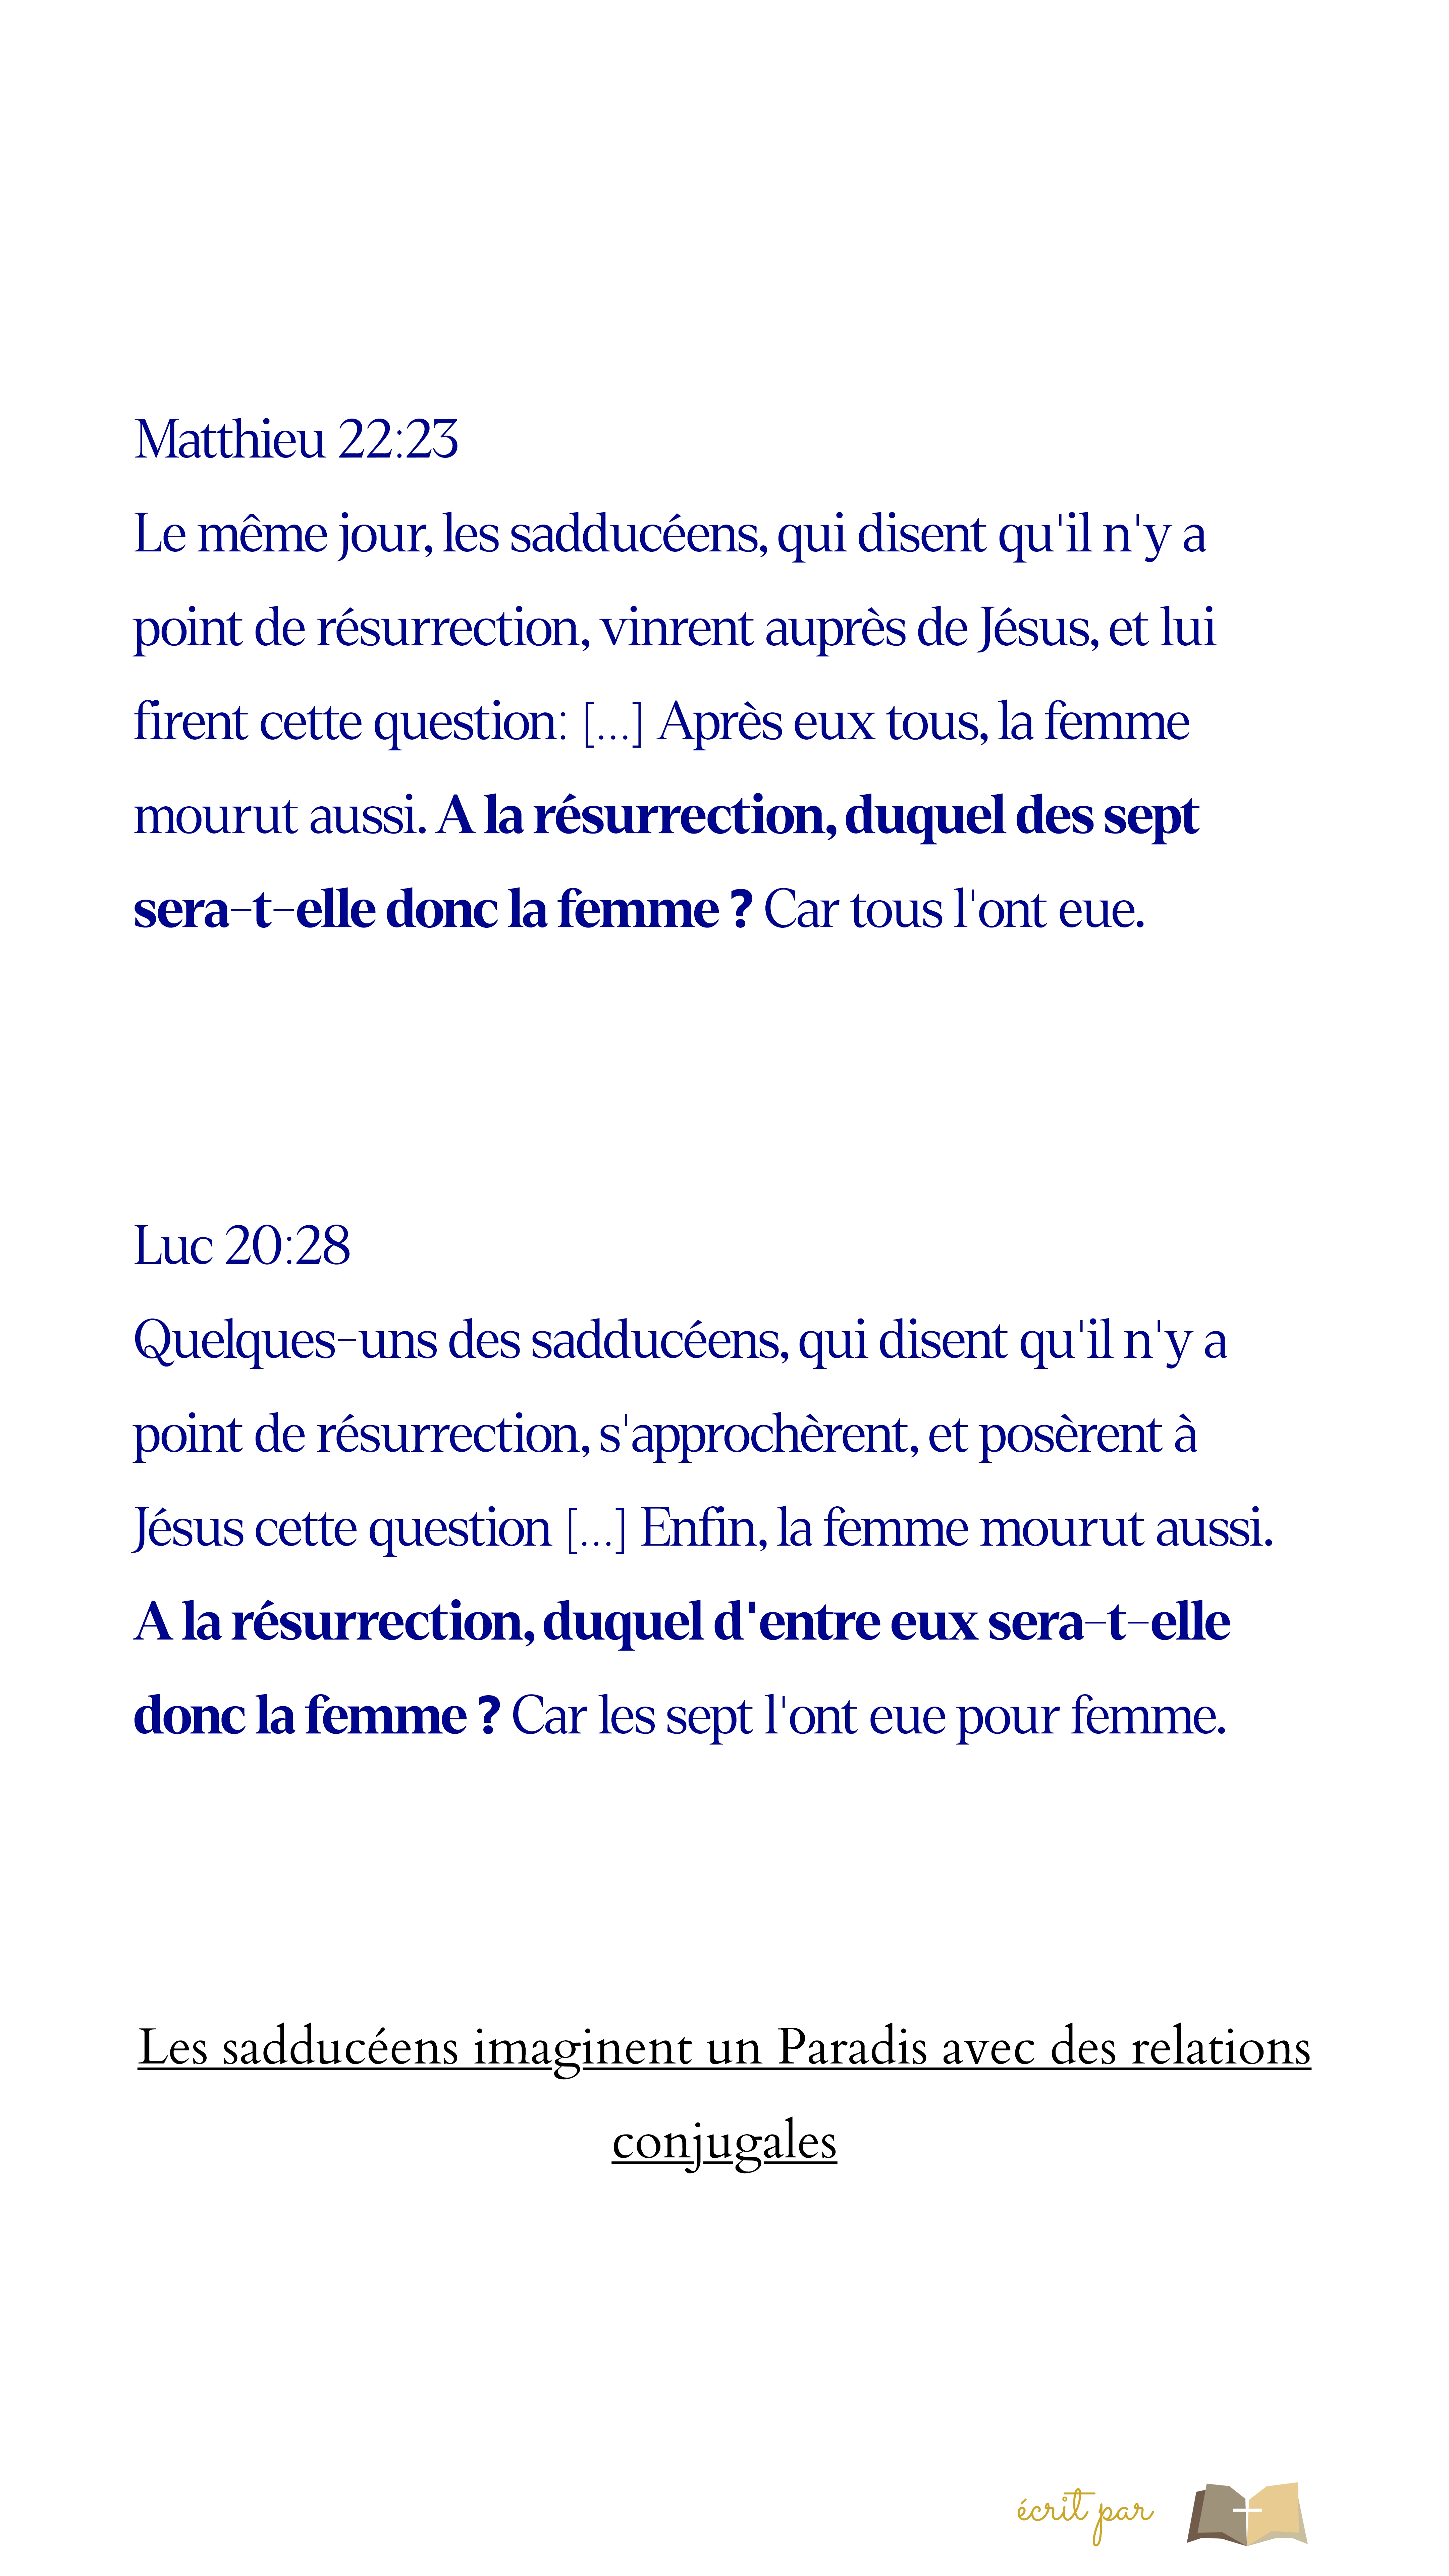 Matthieu 22:23
Le même jour, les sadducéens, qui disent qu'il n'y a
point de résurrection, vinrent auprès de Jésus, et lui
firent cette question: [...] Après eux tous, la femme
mourut aussi. A la résurrection, duquel des sept
sera-t-elle donc la femme ? Car tous l'ont eue.
Luc 20:28
Quelques-uns des sadducéens, qui disent qu'il n'y a
point de résurrection, s'approchèrent, et posèrent à
Jésus cette question [...] Enfin, la femme mourut aussi.
A la résurrection, duquel d'entre eux sera-t-elle
donc la femme ? Car les sept l'ont eue pour femme.
Les sadducéens imaginent un Paradis avec des relations
conjugales
écrit par